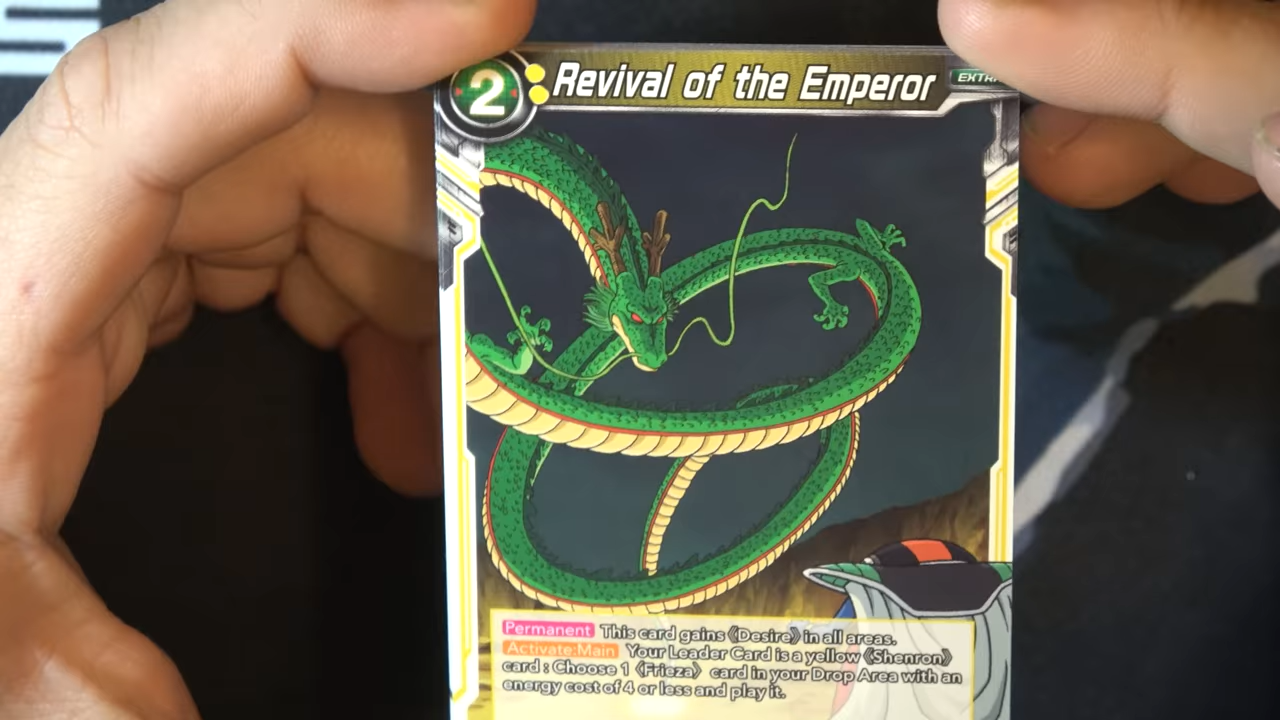 2 Revival of the Emperor EXTRA
Permanent This card gains 《Desire》 in all areas.
Activate:Main Your Leader Card is a yellow 《Shenron》
card : Choose 1 〈Frieza〉 card in your Drop Area with an
energy cost of 4 or less and play it.